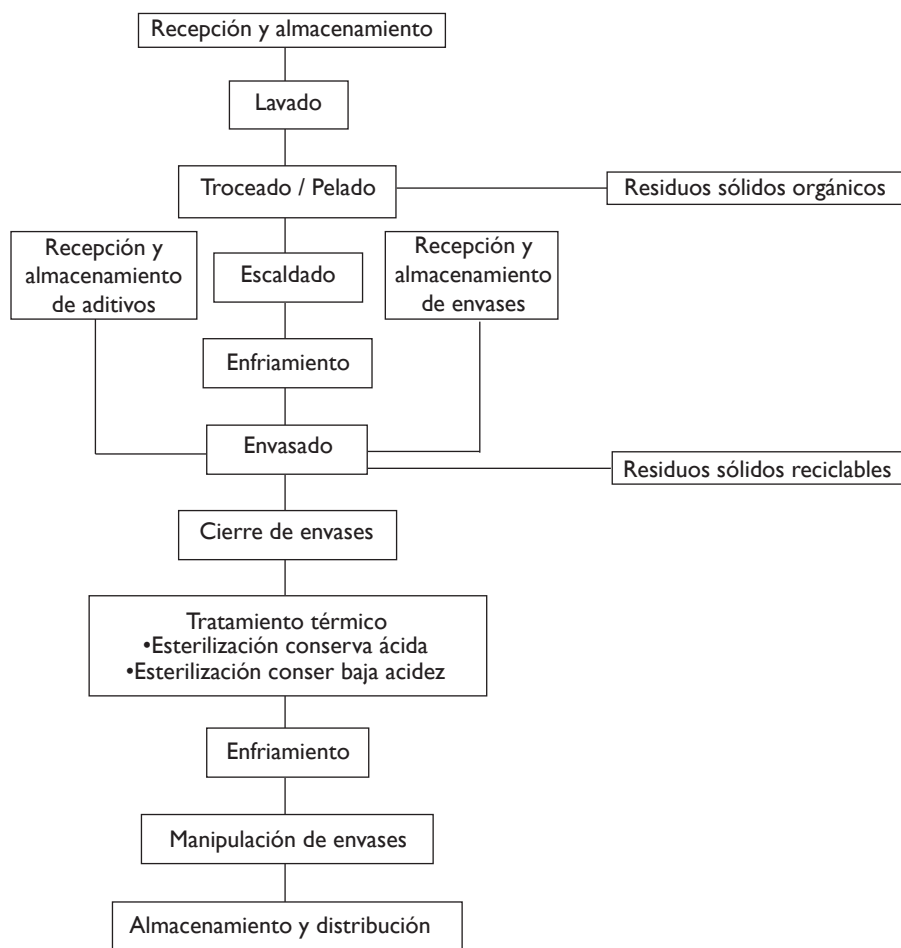 Recepción y almacenamiento
Lavado
Troceado / Pelado
Residuos sólidos orgánicos
Recepción y
almacenamiento
de aditivos
Escaldado
Recepción y
almacenamiento
de envases
Enfriamiento
Envasado
Residuos sólidos reciclables
Cierre de envases
Tratamiento térmico
•Esterilización conserva ácida
•Esterilización conser baja acidez
Enfriamiento
Manipulación de envases
Almacenamiento y distribución